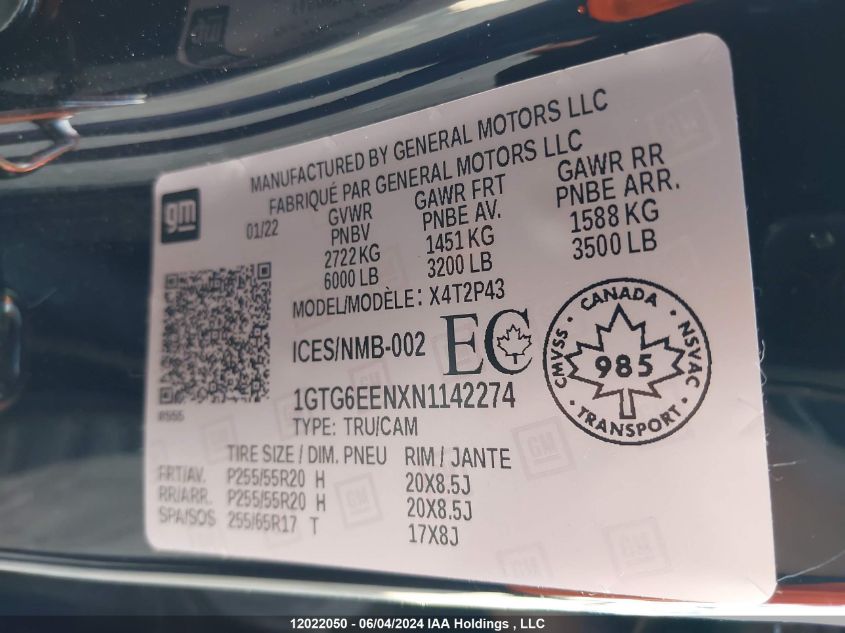 MANUFACTURED BY GENERAL MOTORS LLC
FABRIQUÉ PAR GENERAL MOTORS LLC
gm
01/22
GVWR
PNBV
2722 KG
6000 LB
GAWR FRT
PNBE AV.
1451 KG
3200 LB
GAWR RR
PNBE ARR.
1588 KG
3500 LB
MODEL/MODÈLE: X4T2P43
ICES/NMB-002
EC
CANADA
CMVSS
NSVAC
985
TRANSPORT
R555
1GTG6EENXN1142274
TYPE: TRU/CAM
TIRE SIZE / DIM. PNEU RIM / JANTE
FRT/AV. P255/55R20 H 20X8.5J
RR/ARR. P255/55R20 H 20X8.5J
SPA/SOS 255/65R17 T 17X8J
12022050 - 06/04/2024 IAA Holdings , LLC